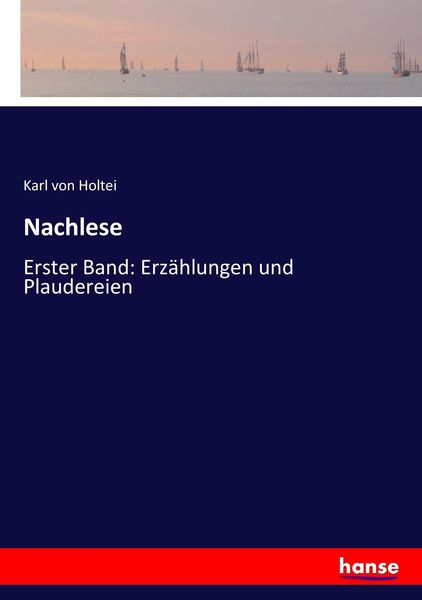 Karl von Holtei
Nachlese
Erster Band: Erzählungen und
Plaudereien
hanse